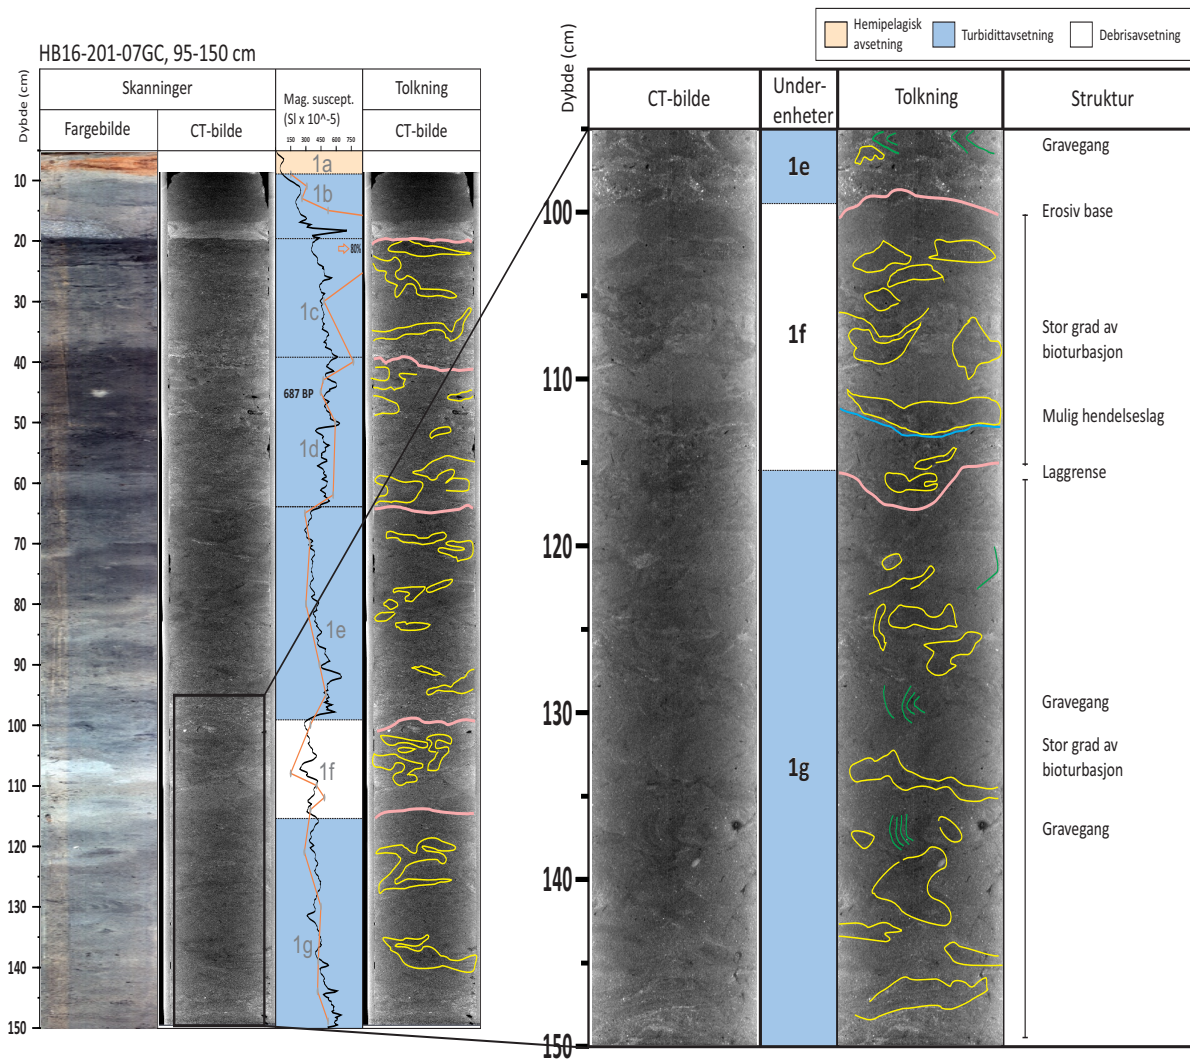 Hemipelagisk
avsetning
Turbidittavsetning
Debrisavsetning
HB16-201-07GC, 95-150 cm
Dybde (cm)
Skanninger
Fargebilde
CT-bilde
Mag. suscept.
(SI x 10^-5)
150 300 450 600 750
Tolkning
CT-bilde
10
20
30
40
50
60
70
80
90
100
110
120
130
140
150
1a
1b
80%
1c
687 BP
1d
1e
1f
1g
Dybde (cm)
CT-bilde
Under-
enheter
Tolkning
Struktur
100
110
120
130
140
150
1e
1f
1g
Gravegang
Erosiv base
Stor grad av
bioturbasjon
Mulig hendelseslag
Laggrense
Gravegang
Stor grad av
bioturbasjon
Gravegang